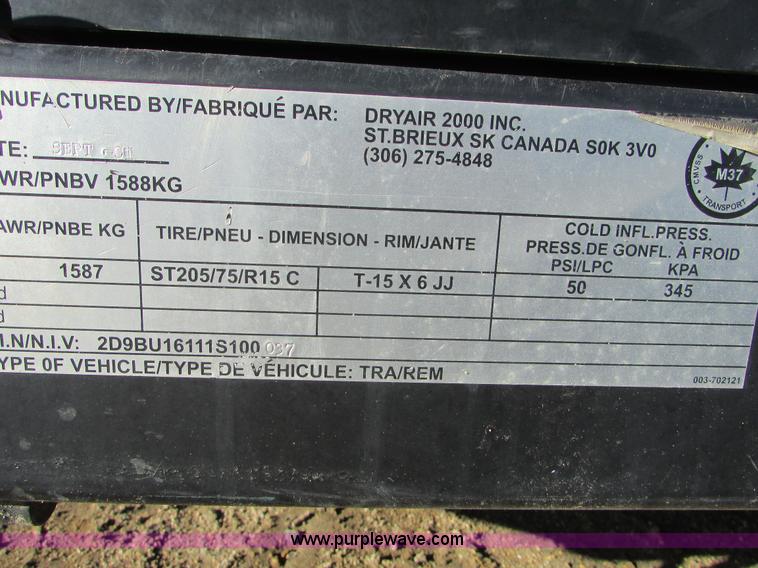 NUFACTURED BY/FABRIQUÉ PAR: DRYAIR 2000 INC.
ST.BRIEUX SK CANADA S0K 3V0
(306) 275-4848
TE: SEPT
WR/PNBV 1588KG
CMVSS
M37
TRANSPORT
AWR/PNBE KG TIRE/PNEU - DIMENSION - RIM/JANTE COLD INFL.PRESS.
PRESS.DE GONFL. À FROID
PSI/LPC KPA
1587 ST205/75/R15 C T-15 X 6 JJ 50 345
d
d
I.N/N.I.V: 2D9BU16111S100037
YPE 0F VEHICLE/TYPE DE VÉHICULE: TRA/REM
003-702121
www.purplewave.com